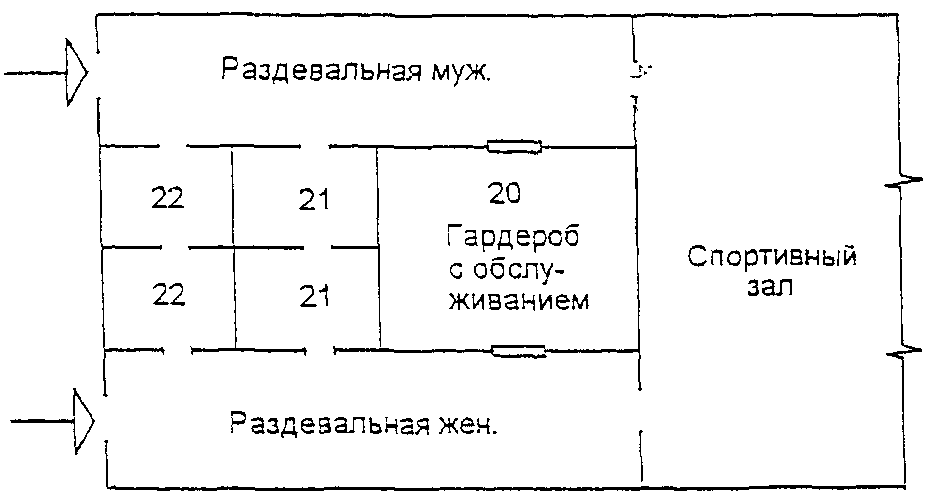 Раздевальная муж.
22
21
20
Гардероб
с обслу-
живанием
Спортивный
зал
22
21
Раздевальная жен.